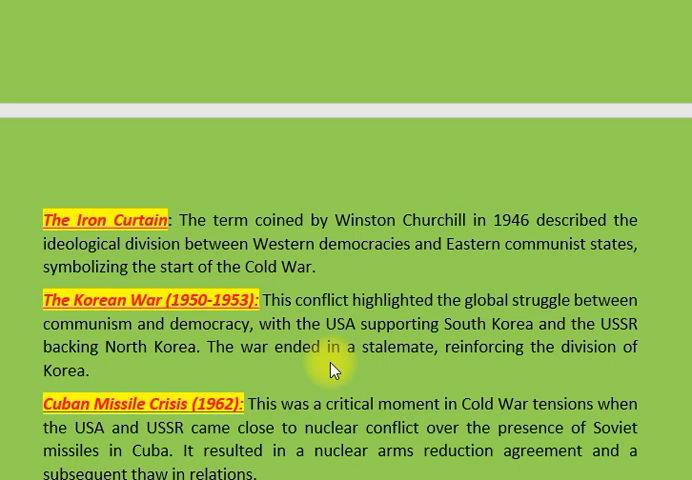 The Iron Curtain: The term coined by Winston Churchill in 1946 described the
ideological division between Western democracies and Eastern communist states,
symbolizing the start of the Cold War.
The Korean War (1950-1953): This conflict highlighted the global struggle between
communism and democracy, with the USA supporting South Korea and the USSR
backing North Korea. The war ended in a stalemate, reinforcing the division of
Korea.
Cuban Missile Crisis (1962): This was a critical moment in Cold War tensions when
the USA and USSR came close to nuclear conflict over the presence of Soviet
missiles in Cuba. It resulted in a nuclear arms reduction agreement and a
subsequent thaw in relations.